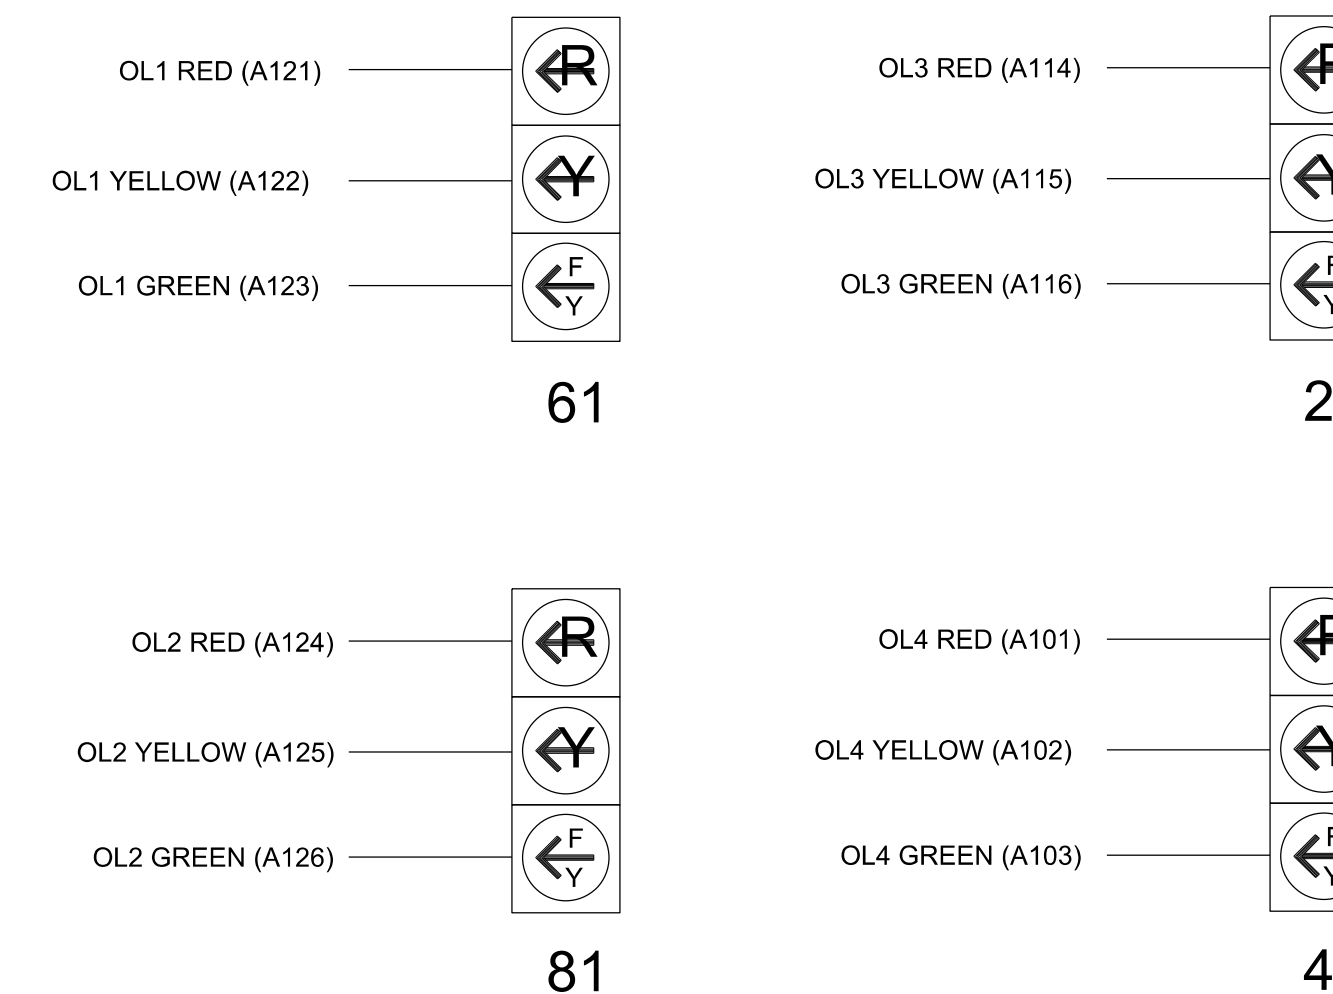 OL1 RED (A121)
R
OL1 YELLOW (A122)
Y
OL1 GREEN (A123)
F
Y
61
OL3 RED (A114)
OL3 YELLOW (A115)
OL3 GREEN (A116)
2
OL2 RED (A124)
R
OL2 YELLOW (A125)
Y
OL2 GREEN (A126)
F
Y
81
OL4 RED (A101)
OL4 YELLOW (A102)
OL4 GREEN (A103)
4